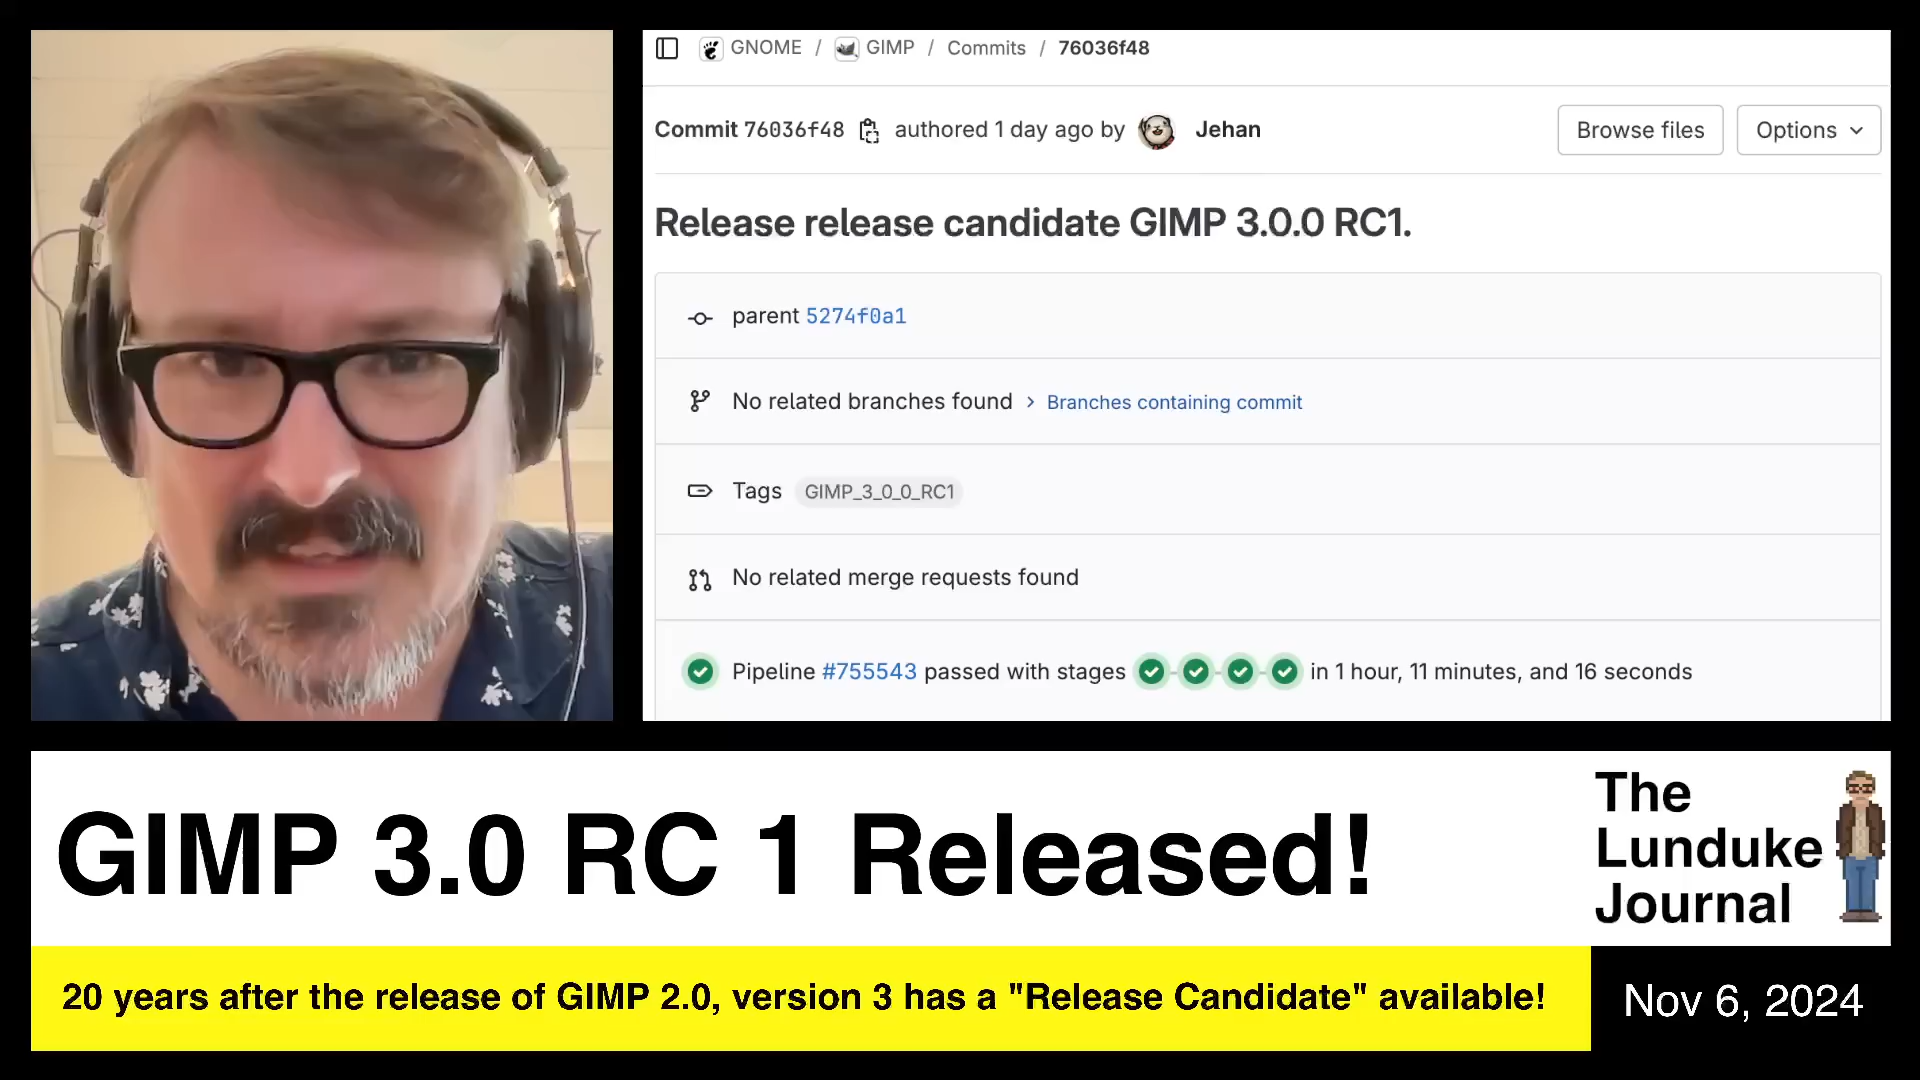 GNOME / GIMP / Commits / 76036f48
Commit 76036f48 authored 1 day ago by Jehan
Browse files
Options
Release release candidate GIMP 3.0.0 RC1.
parent 5274f0a1
No related branches found > Branches containing commit
Tags GIMP_3_0_0_RC1
No related merge requests found
Pipeline #755543 passed with stages in 1 hour, 11 minutes, and 16 seconds
GIMP 3.0 RC 1 Released!
The
Lunduke
Journal
20 years after the release of GIMP 2.0, version 3 has a "Release Candidate" available!
Nov 6, 2024